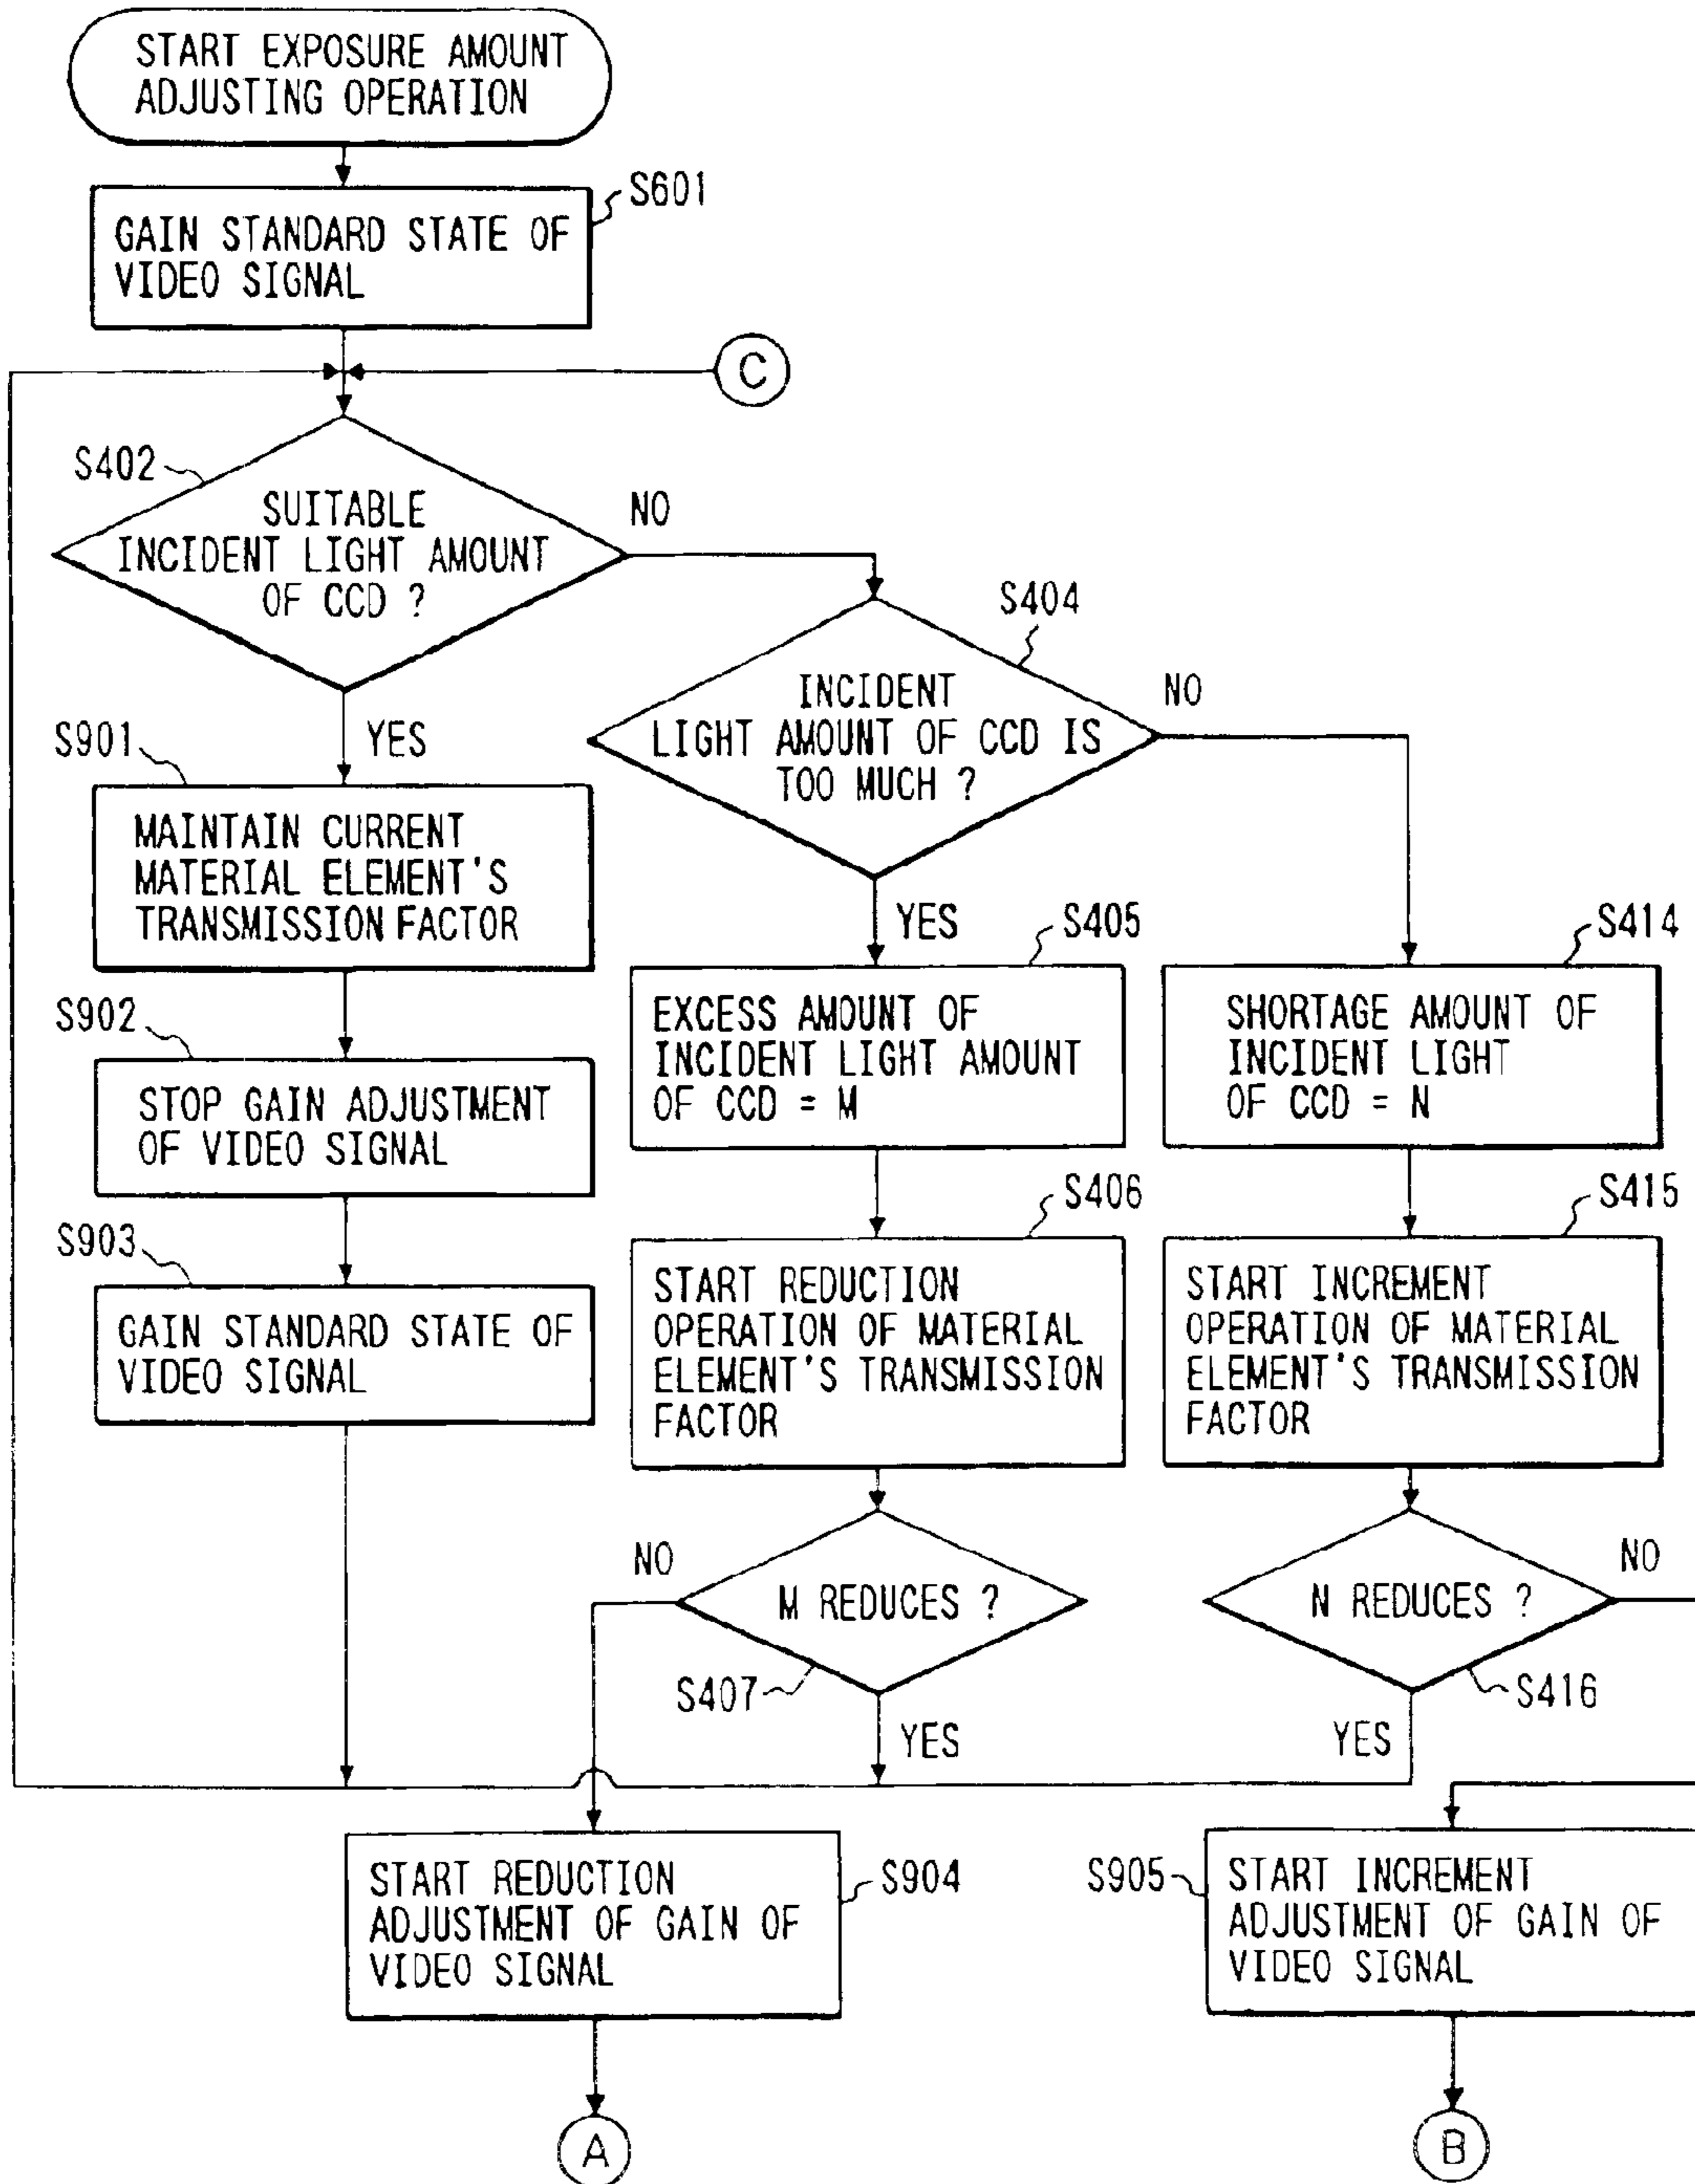 START EXPOSURE AMOUNT
ADJUSTING OPERATION
S601
GAIN STANDARD STATE OF
VIDEO SIGNAL
C
S402
SUITABLE
INCIDENT LIGHT AMOUNT
OF CCD ?
NO
YES
S404
INCIDENT
LIGHT AMOUNT OF CCD IS
TOO MUCH ?
NO
YES
S901
MAINTAIN CURRENT
MATERIAL ELEMENT'S
TRANSMISSION FACTOR
S902
STOP GAIN ADJUSTMENT
OF VIDEO SIGNAL
S903
GAIN STANDARD STATE OF
VIDEO SIGNAL
S405
EXCESS AMOUNT OF
INCIDENT LIGHT AMOUNT
OF CCD = M
S406
START REDUCTION
OPERATION OF MATERIAL
ELEMENT'S TRANSMISSION
FACTOR
NO
M REDUCES ?
S407
YES
S414
SHORTAGE AMOUNT OF
INCIDENT LIGHT
OF CCD = N
S415
START INCREMENT
OPERATION OF MATERIAL
ELEMENT'S TRANSMISSION
FACTOR
NO
N REDUCES ?
S416
YES
START REDUCTION
ADJUSTMENT OF GAIN OF
VIDEO SIGNAL
S904
A
S905
START INCREMENT
ADJUSTMENT OF GAIN OF
VIDEO SIGNAL
B